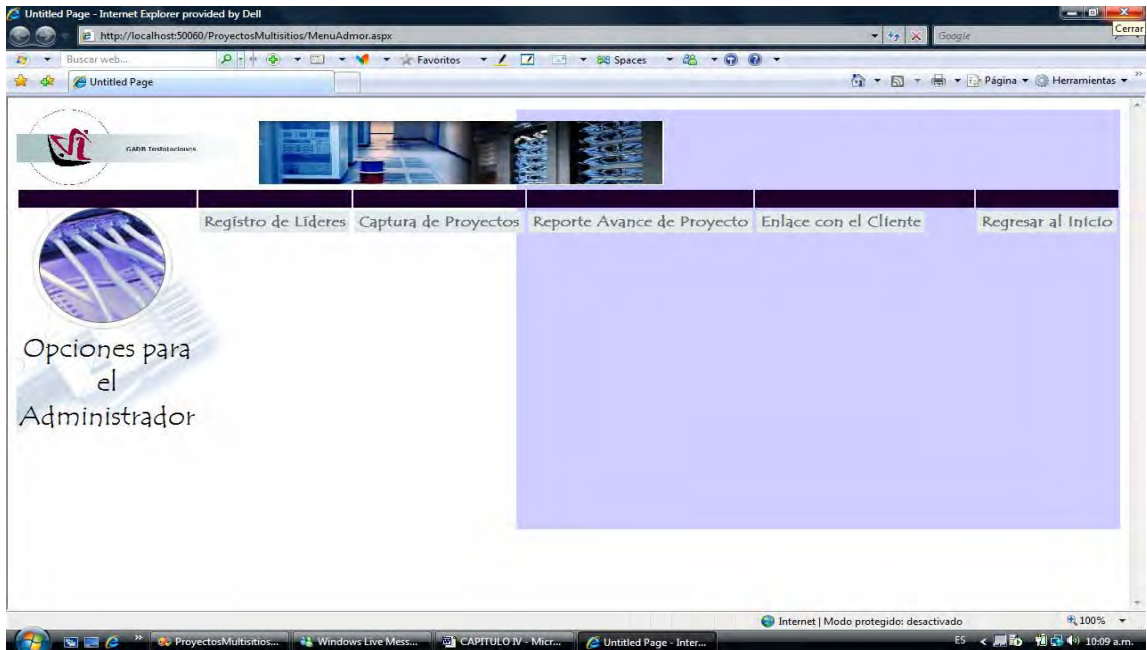 Untitled Page - Internet Explorer provided by Dell
http://localhost:50060/ProyectosMultisitios/MenuAdmor.aspx
Google
Cerrar
Buscar web...
Favoritos
Spaces
Untitled Page
Página
Herramientas
GADB Instalaciones
Registro de Líderes
Captura de Proyectos
Reporte Avance de Proyecto
Enlace con el Cliente
Regresar al Inicio
Opciones para
el
Administrador
Internet | Modo protegido: desactivado
100%
ProyectosMultisitios...
Windows Live Mess...
CAPITULO IV - Micr...
Untitled Page - Inter...
ES
10:09 a.m.